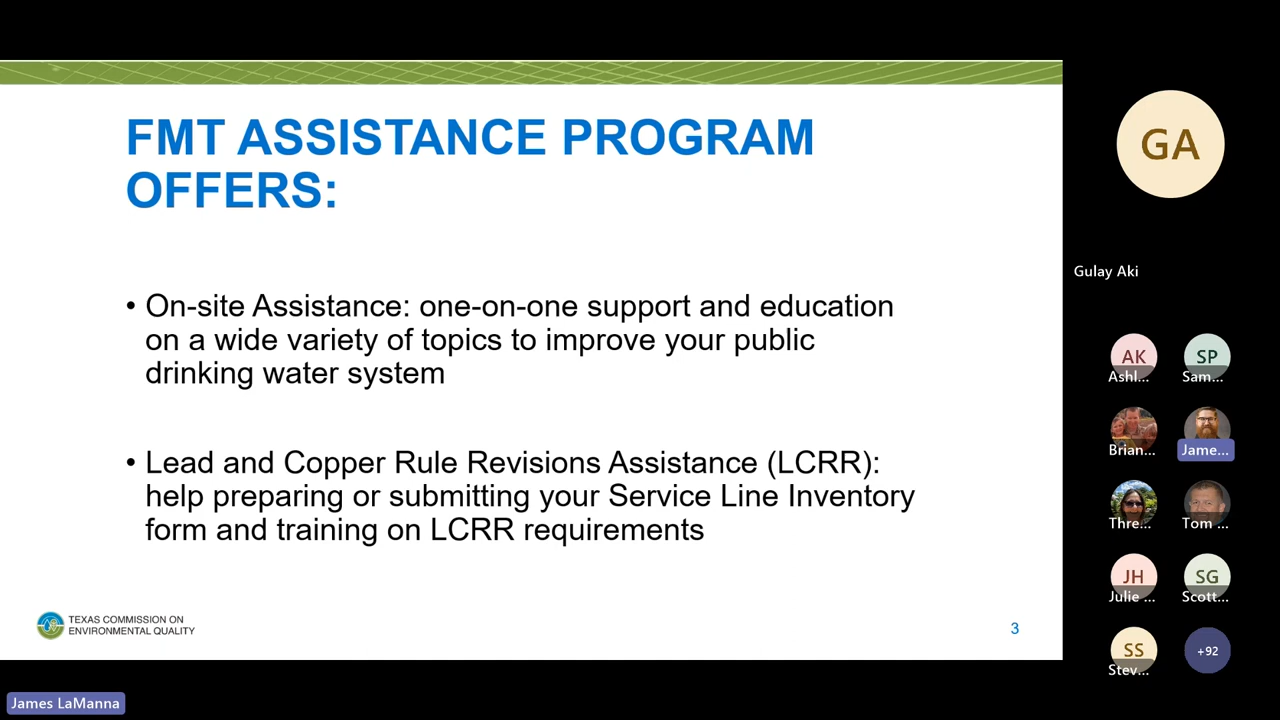 FMT ASSISTANCE PROGRAM
OFFERS:
• On-site Assistance: one-on-one support and education
on a wide variety of topics to improve your public
drinking water system
• Lead and Copper Rule Revisions Assistance (LCRR):
help preparing or submitting your Service Line Inventory
form and training on LCRR requirements
TEXAS COMMISSION ON
ENVIRONMENTAL QUALITY
3
GA
Gulay Aki
AK
Ashl...
SP
Sam...
Brian...
Jame...
Thre...
Tom ...
JH
Julie ...
SG
Scott...
SS
Stev...
+92
James LaManna